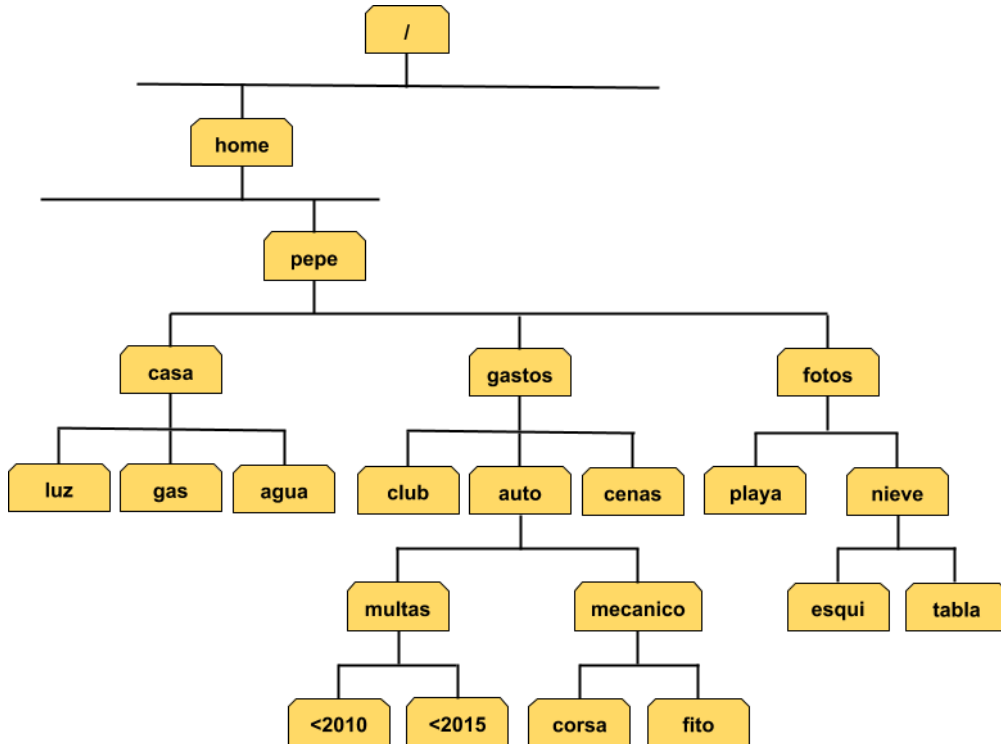 /
home
pepe
casa gastos fotos
luz gas agua club auto cenas playa nieve
multas mecanico esqui tabla
<2010 <2015 corsa fito